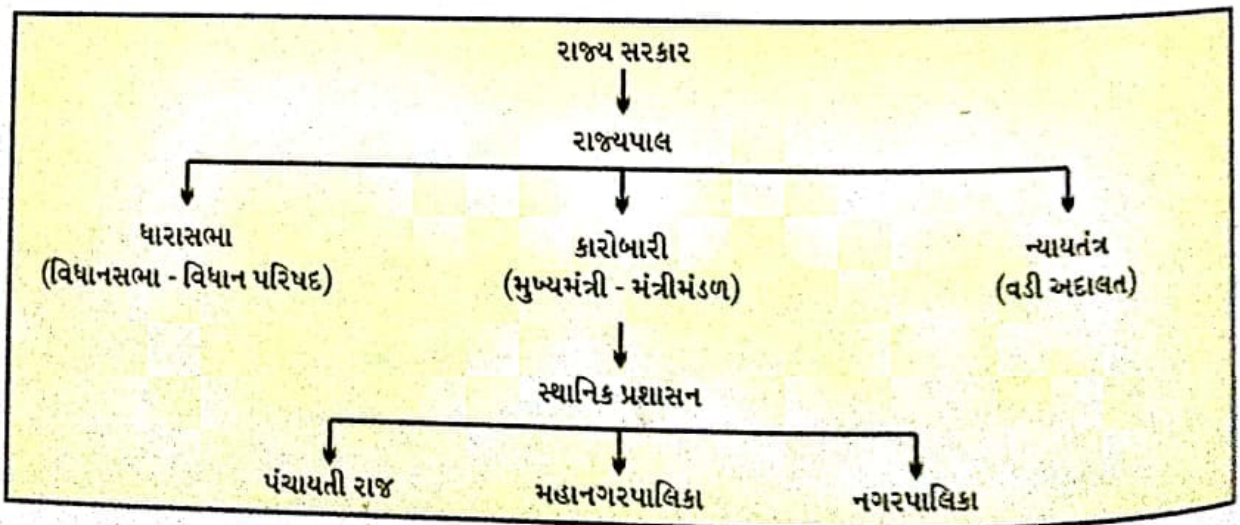 રાજ્ય સરકાર
રાજ્યપાલ
ધારાસભા
(વિધાનસભા - વિધાન પરિષદ)
કારોબારી
(મુખ્યમંત્રી - મંત્રીમંડળ)
ન્યાયતંત્ર
(વડી અદાલત)
સ્થાનિક પ્રશાસન
પંચાયતી રાજ
મહાનગરપાલિકા
નગરપાલિકા